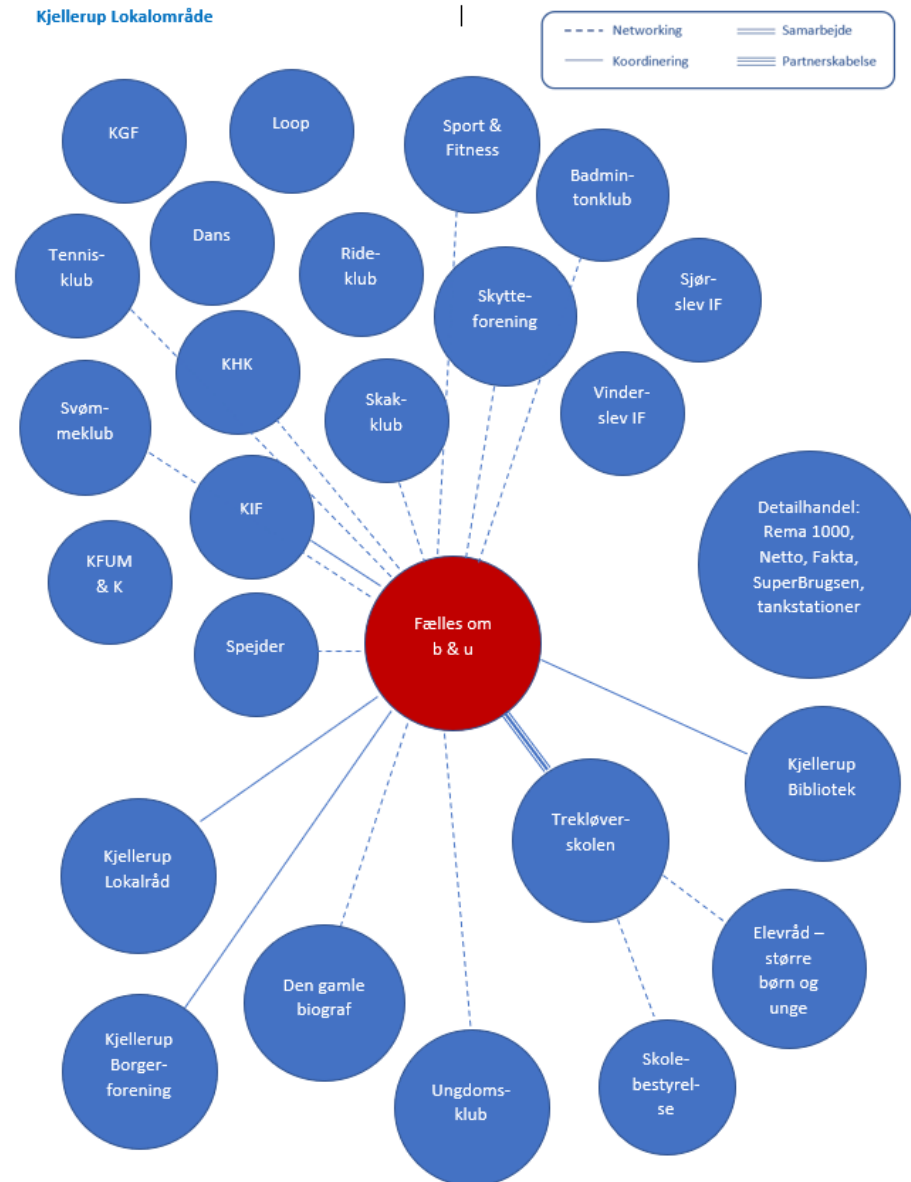 Kjellerup Lokalområde
Networking
Samarbejde
Koordinering
Partnerskabelse
KGF
Loop
Sport &
Fitness
Badmin-
tonklub
Tennis-
klub
Dans
Ride-
klub
Skytte-
forening
Sjør-
slev IF
KHK
Skak-
klub
Vinder-
slev IF
Svøm-
meklub
KIF
KFUM
& K
Detailhandel:
Rema 1000,
Netto, Fakta,
SuperBrugsen,
tankstationer
Spejder
Fælles om
b & u
Kjellerup
Bibliotek
Trekløver-
skolen
Kjellerup
Lokalråd
Elevråd –
større
børn og
unge
Den gamle
biograf
Kjellerup
Borger-
forening
Ungdoms-
klub
Skole-
bestyrel-
se